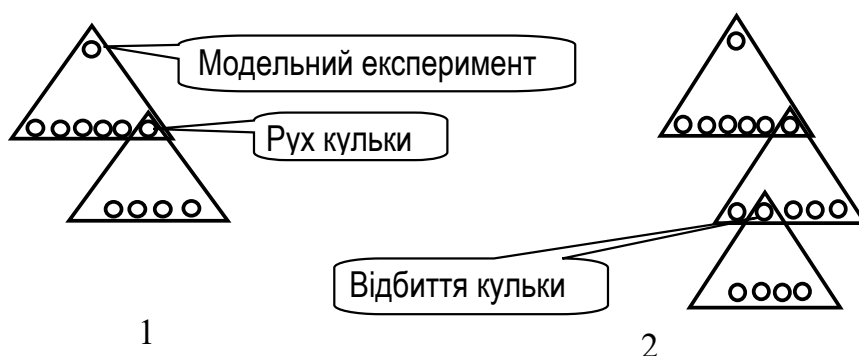 Модельний експеримент
Рух кульки
Відбиття кульки
1
2